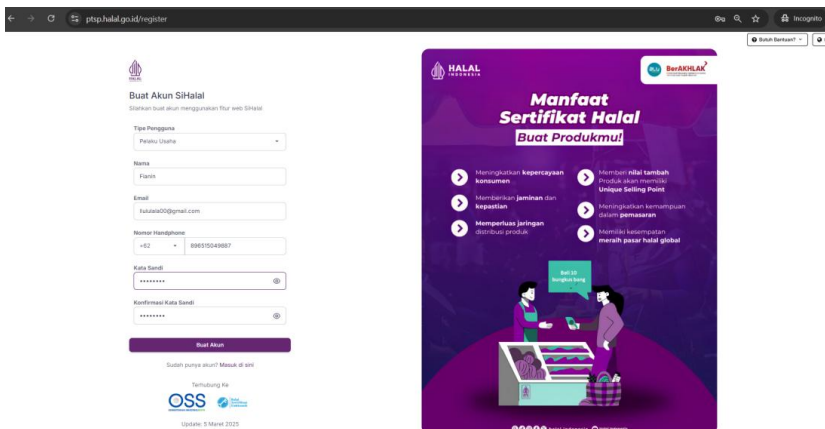 ptsp.halal.go.id/register
Incognito
Butuh Bantuan?
Buat Akun SiHalal
Silahkan buat akun menggunakan fitur web SiHalal
Tipe Pengguna
Pelaku Usaha
Nama
Fianin
Email
Nomor Handphone
+62 896515049887
Kata Sandi
••••••••
Konfirmasi Kata Sandi
••••••••
Buat Akun
Sudah punya akun? Masuk di sini
Terhubung Ke
OSS
Update: 5 Maret 2025
HALAL
INDONESIA
BLU
BerAKHLAK
Manfaat
Sertifikat Halal
Buat Produkmu!
Meningkatkan kepercayaan
konsumen
Memberikan jaminan dan
kepastian
Memperluas jaringan
distribusi produk
Memberi nilai tambah
Produk akan memiliki
Unique Selling Point
Meningkatkan kemampuan
dalam pemasaran
Memiliki kesempatan
meraih pasar halal global
Beli 10
bungkus bang
halal.indonesia